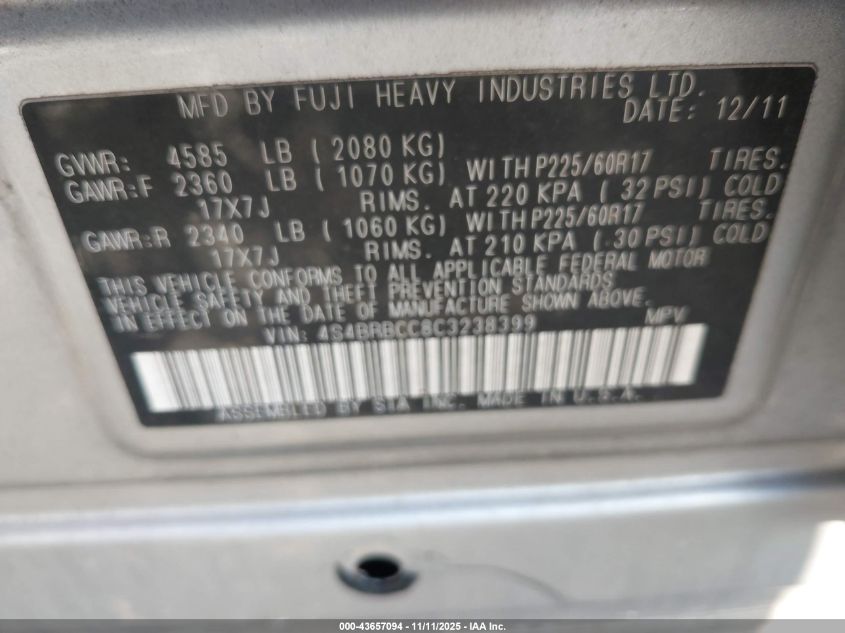 MFD BY FUJI HEAVY INDUSTRIES LTD.
DATE: 12/11
GVWR: 4585 LB ( 2080 KG)
GAWR:F 2360 LB ( 1070 KG) WITH P225/60R17 TIRES.
17X7J RIMS. AT 220 KPA ( 32 PSI) COLD
GAWR:R 2340 LB ( 1060 KG) WITH P225/60R17 TIRES.
17X7J RIMS. AT 210 KPA ( 30 PSI) COLD
THIS VEHICLE CONFORMS TO ALL APPLICABLE FEDERAL MOTOR
VEHICLE SAFETY AND THEFT PREVENTION STANDARDS
IN EFFECT ON THE DATE OF MANUFACTURE SHOWN ABOVE.
VIN: 4S4BRBCC8C3238399 MPV
ASSEMBLED BY SIA INC. MADE IN U.S.A.
000-43657094 - 11/11/2025 - IAA Inc.